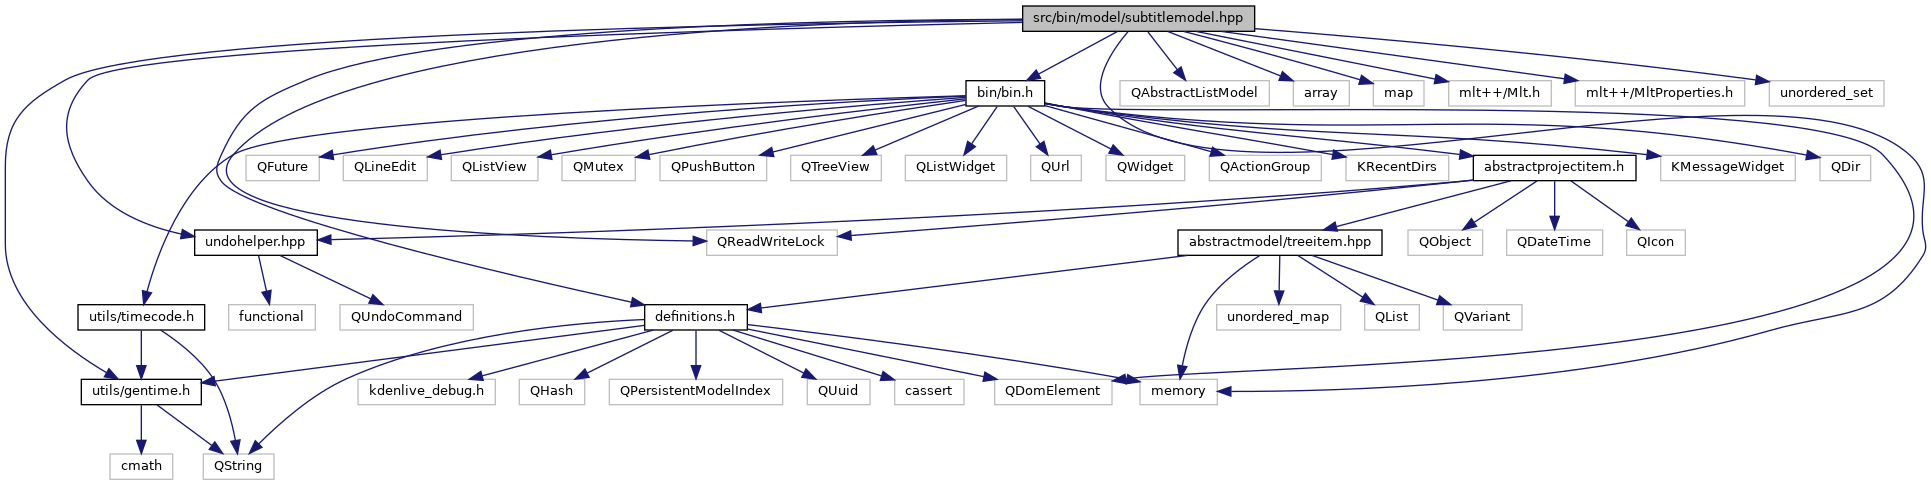 src/bin/model/subtitlemodel.hpp
bin/bin.h
QAbstractListModel
array
map
mlt++/Mlt.h
mlt++/MltProperties.h
unordered_set
QFuture
QLineEdit
QListView
QMutex
QPushButton
QTreeView
QListWidget
QUrl
QWidget
QActionGroup
KRecentDirs
abstractprojectitem.h
KMessageWidget
QDir
undohelper.hpp
QReadWriteLock
abstractmodel/treeitem.hpp
QObject
QDateTime
QIcon
utils/timecode.h
functional
QUndoCommand
definitions.h
unordered_map
QList
QVariant
utils/gentime.h
kdenlive_debug.h
QHash
QPersistentModelIndex
QUuid
cassert
QDomElement
memory
cmath
QString